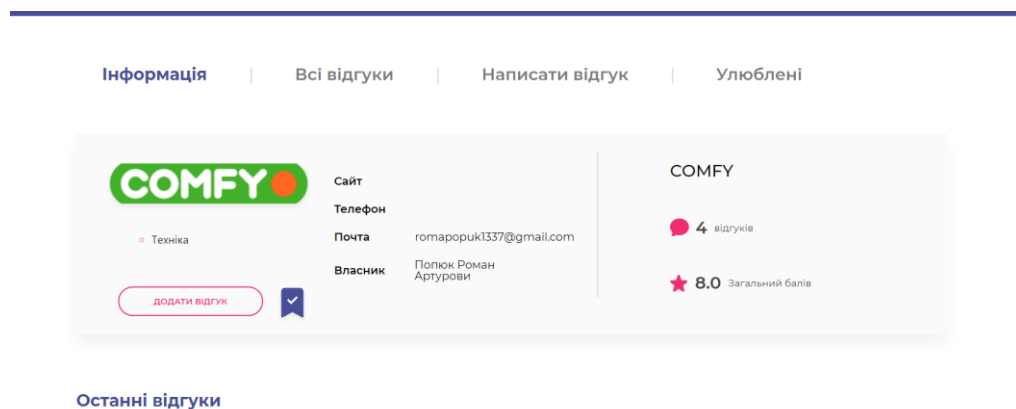 Інформація
Всі відгуки
Написати відгук
Улюблені
COMFY
Техніка
ДОДАТИ ВІДГУК
Сайт
Телефон
Почта romapopuk1337@gmail.com
Власник Попюк Роман
Артурови
COMFY
4 відгуків
8.0 Загальний балів
Останні відгуки